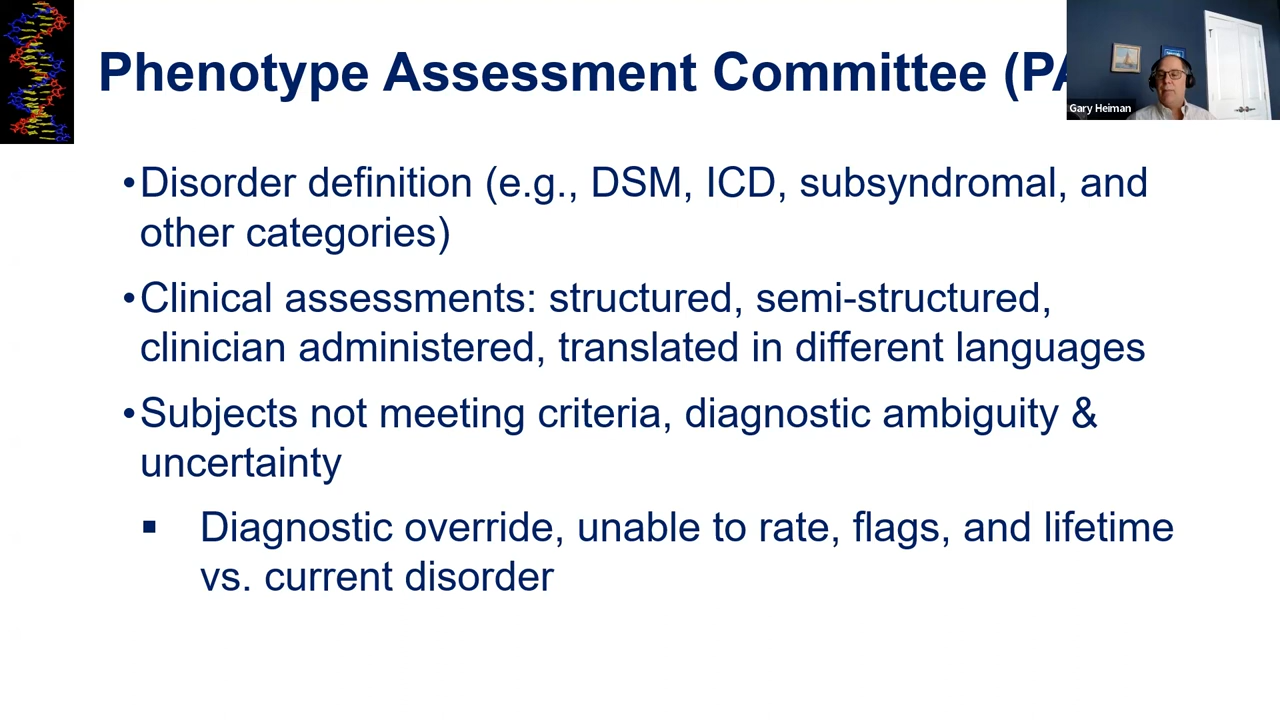 Phenotype Assessment Committee (PA
Gary Heiman
•Disorder definition (e.g., DSM, ICD, subsyndromal, and
other categories)
•Clinical assessments: structured, semi-structured,
clinician administered, translated in different languages
•Subjects not meeting criteria, diagnostic ambiguity &
uncertainty
▪ Diagnostic override, unable to rate, flags, and lifetime
vs. current disorder